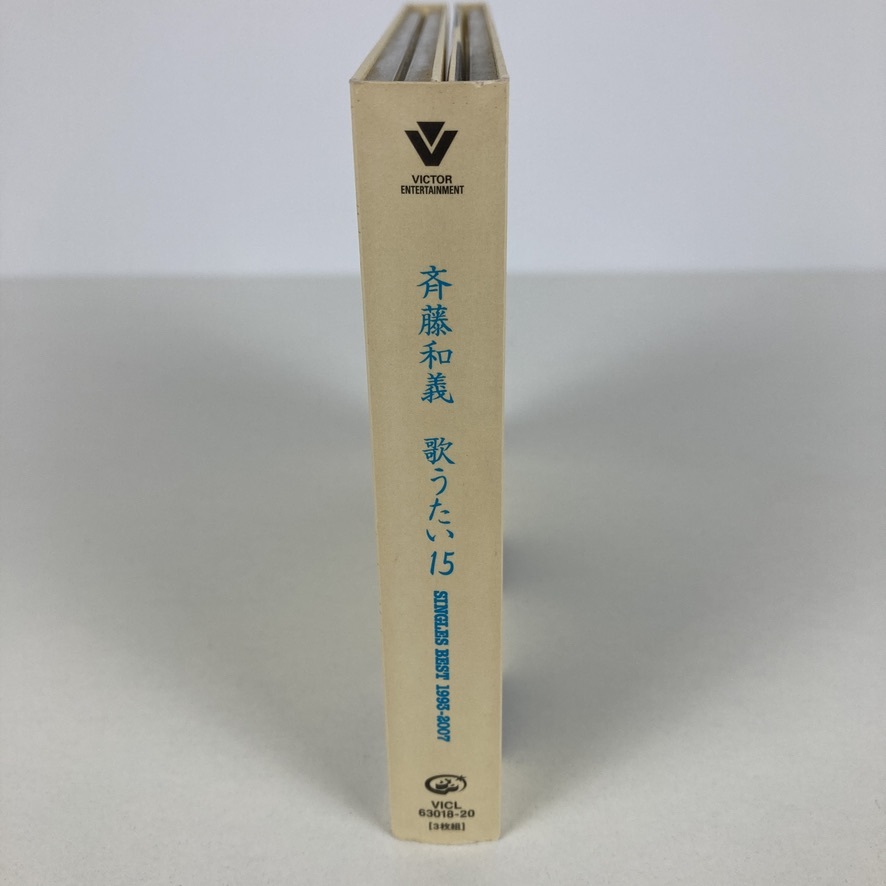 VICTOR
ENTERTAINMENT
斉藤和義 歌うたい15
SINGLES BEST 1993-2007
VICL
63018-20
[3枚組]